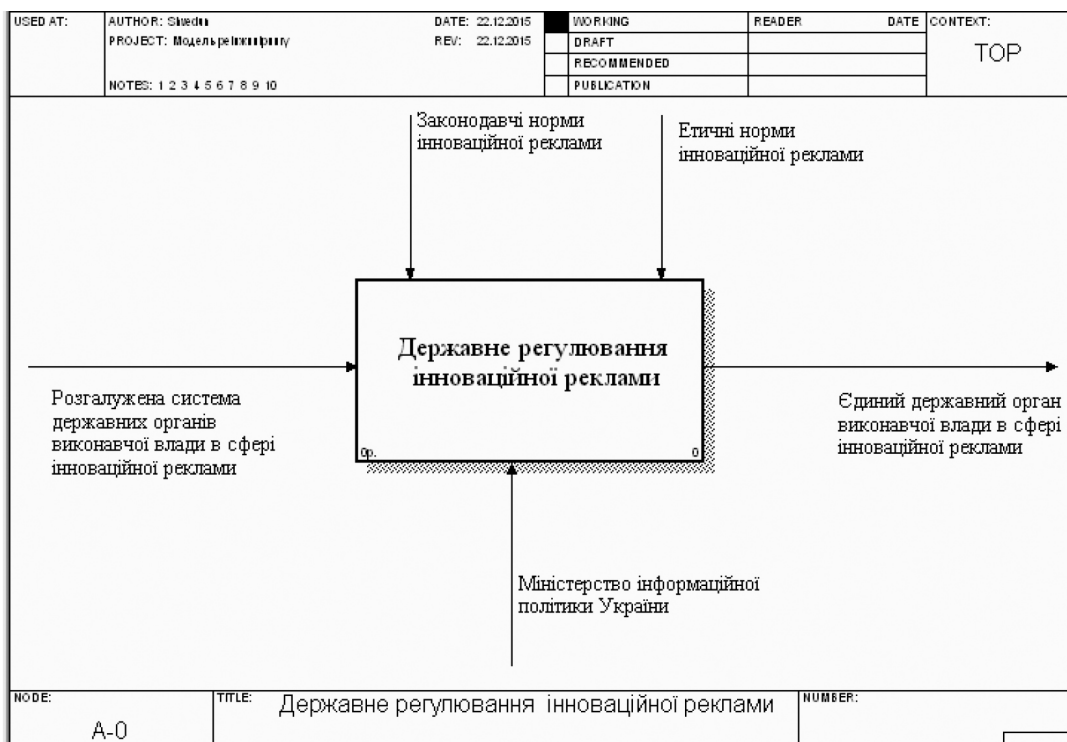 USED AT:
AUTHOR:
DATE: 22.12.2015
WORKING
READER
DATE
CONTEXT:
PROJECT: Модель реінжинірингу
REV: 22.12.2015
DRAFT
TOP
RECOMMENDED
NOTES: 1 2 3 4 5 6 7 8 9 10
PUBLICATION
Законодавчі норми
інноваційної реклами
Етичні норми
інноваційної реклами
Державне регулювання
інноваційної реклами
0р.
0
Розгалужена система
державних органів
виконавчої влади в сфері
інноваційної реклами
Єдиний державний орган
виконавчої влади в сфері
інноваційної реклами
Міністерство інформаційної
політики України
NODE:
A-0
TITLE:
Державне регулювання інноваційної реклами
NUMBER: